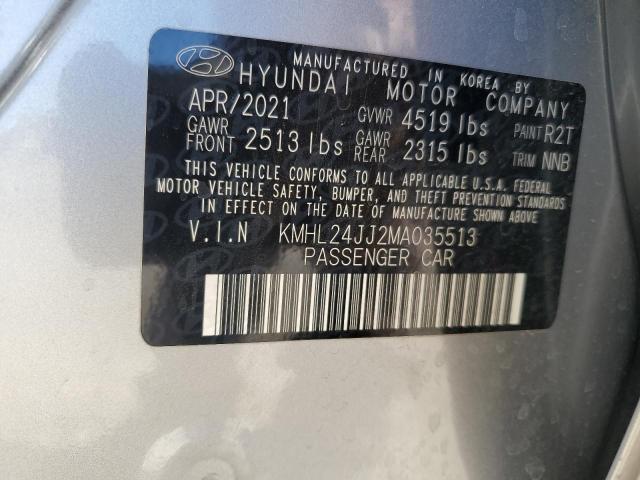 MANUFACTURED IN KOREA BY
HYUNDAI MOTOR COMPANY
APR/2021 GVWR 4519 lbs PAINT R2T
GAWR FRONT 2513 lbs GAWR REAR 2315 lbs TRIM NNB
THIS VEHICLE CONFORMS TO ALL APPLICABLE U.S.A. FEDERAL
MOTOR VEHICLE SAFETY, BUMPER, AND THEFT PREVENTION STANDARDS
IN EFFECT ON THE DATE OF MANUFACTURE SHOWN ABOVE
V.I.N KMHL24JJ2MA035513
PASSENGER CAR